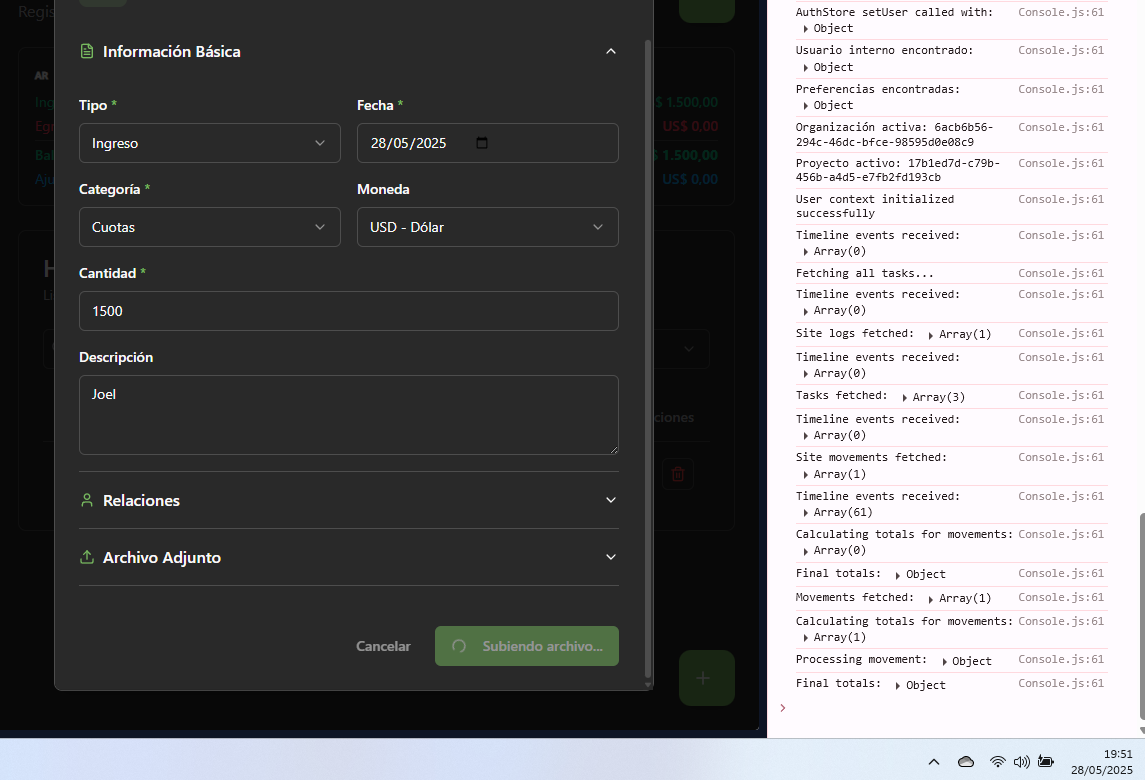 Regis
Información Básica
AR
Ing
$ 1.500,00
Tipo *
Fecha *
Egr
US$ 0,00
Ingreso
28/05/2025
Bal
$ 1.500,00
Aju
US$ 0,00
Categoría *
Moneda
Cuotas
USD - Dólar
H
Cantidad *
Li
1500
Descripción
Joel
ciones
Relaciones
Archivo Adjunto
Cancelar
Subiendo archivo...
+
AuthStore setUser called with: Console.js:61
Object
Usuario interno encontrado: Console.js:61
Object
Preferencias encontradas: Console.js:61
Object
Organización activa: 6acb6b56- Console.js:61
294c-46dc-bfce-98595d0e08c9
Proyecto activo: 17b1ed7d-c79b- Console.js:61
456b-a4d5-e7fb2fd193cb
User context initialized Console.js:61
successfully
Timeline events received: Console.js:61
Array(0)
Fetching all tasks... Console.js:61
Timeline events received: Console.js:61
Array(0)
Site logs fetched: Array(1) Console.js:61
Timeline events received: Console.js:61
Array(0)
Tasks fetched: Array(3) Console.js:61
Timeline events received: Console.js:61
Array(0)
Site movements fetched: Console.js:61
Array(1)
Timeline events received: Console.js:61
Array(61)
Calculating totals for movements: Console.js:61
Array(0)
Final totals: Object Console.js:61
Movements fetched: Array(1) Console.js:61
Calculating totals for movements: Console.js:61
Array(1)
Processing movement: Object Console.js:61
Final totals: Object Console.js:61
19:51
28/05/2025